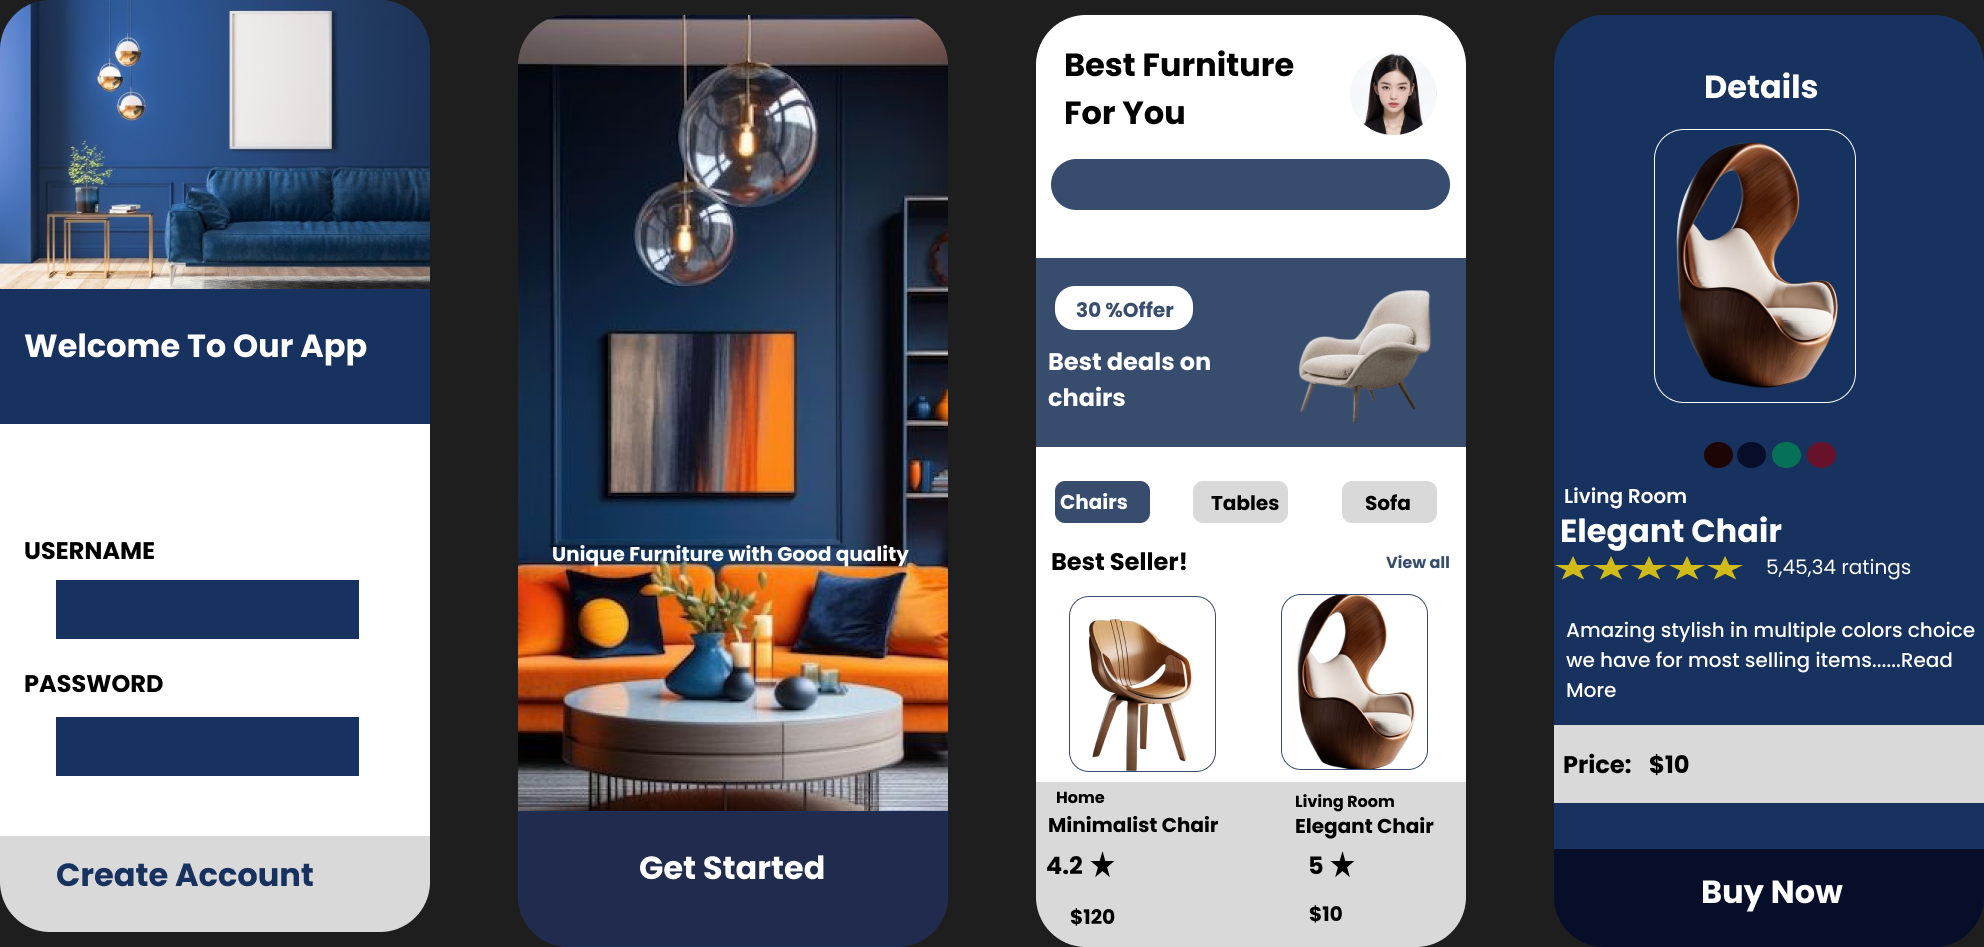 Welcome To Our App
USERNAME
PASSWORD
Create Account
Unique Furniture with Good quality
Get Started
Best Furniture
For You
30 %Offer
Best deals on
chairs
Chairs
Tables
Sofa
Best Seller!
View all
Home
Minimalist Chair
4.2 ★
$120
Living Room
Elegant Chair
5 ★
$10
Details
Living Room
Elegant Chair
5,45,34 ratings
Amazing stylish in multiple colors choice
we have for most selling items......Read
More
Price: $10
Buy Now